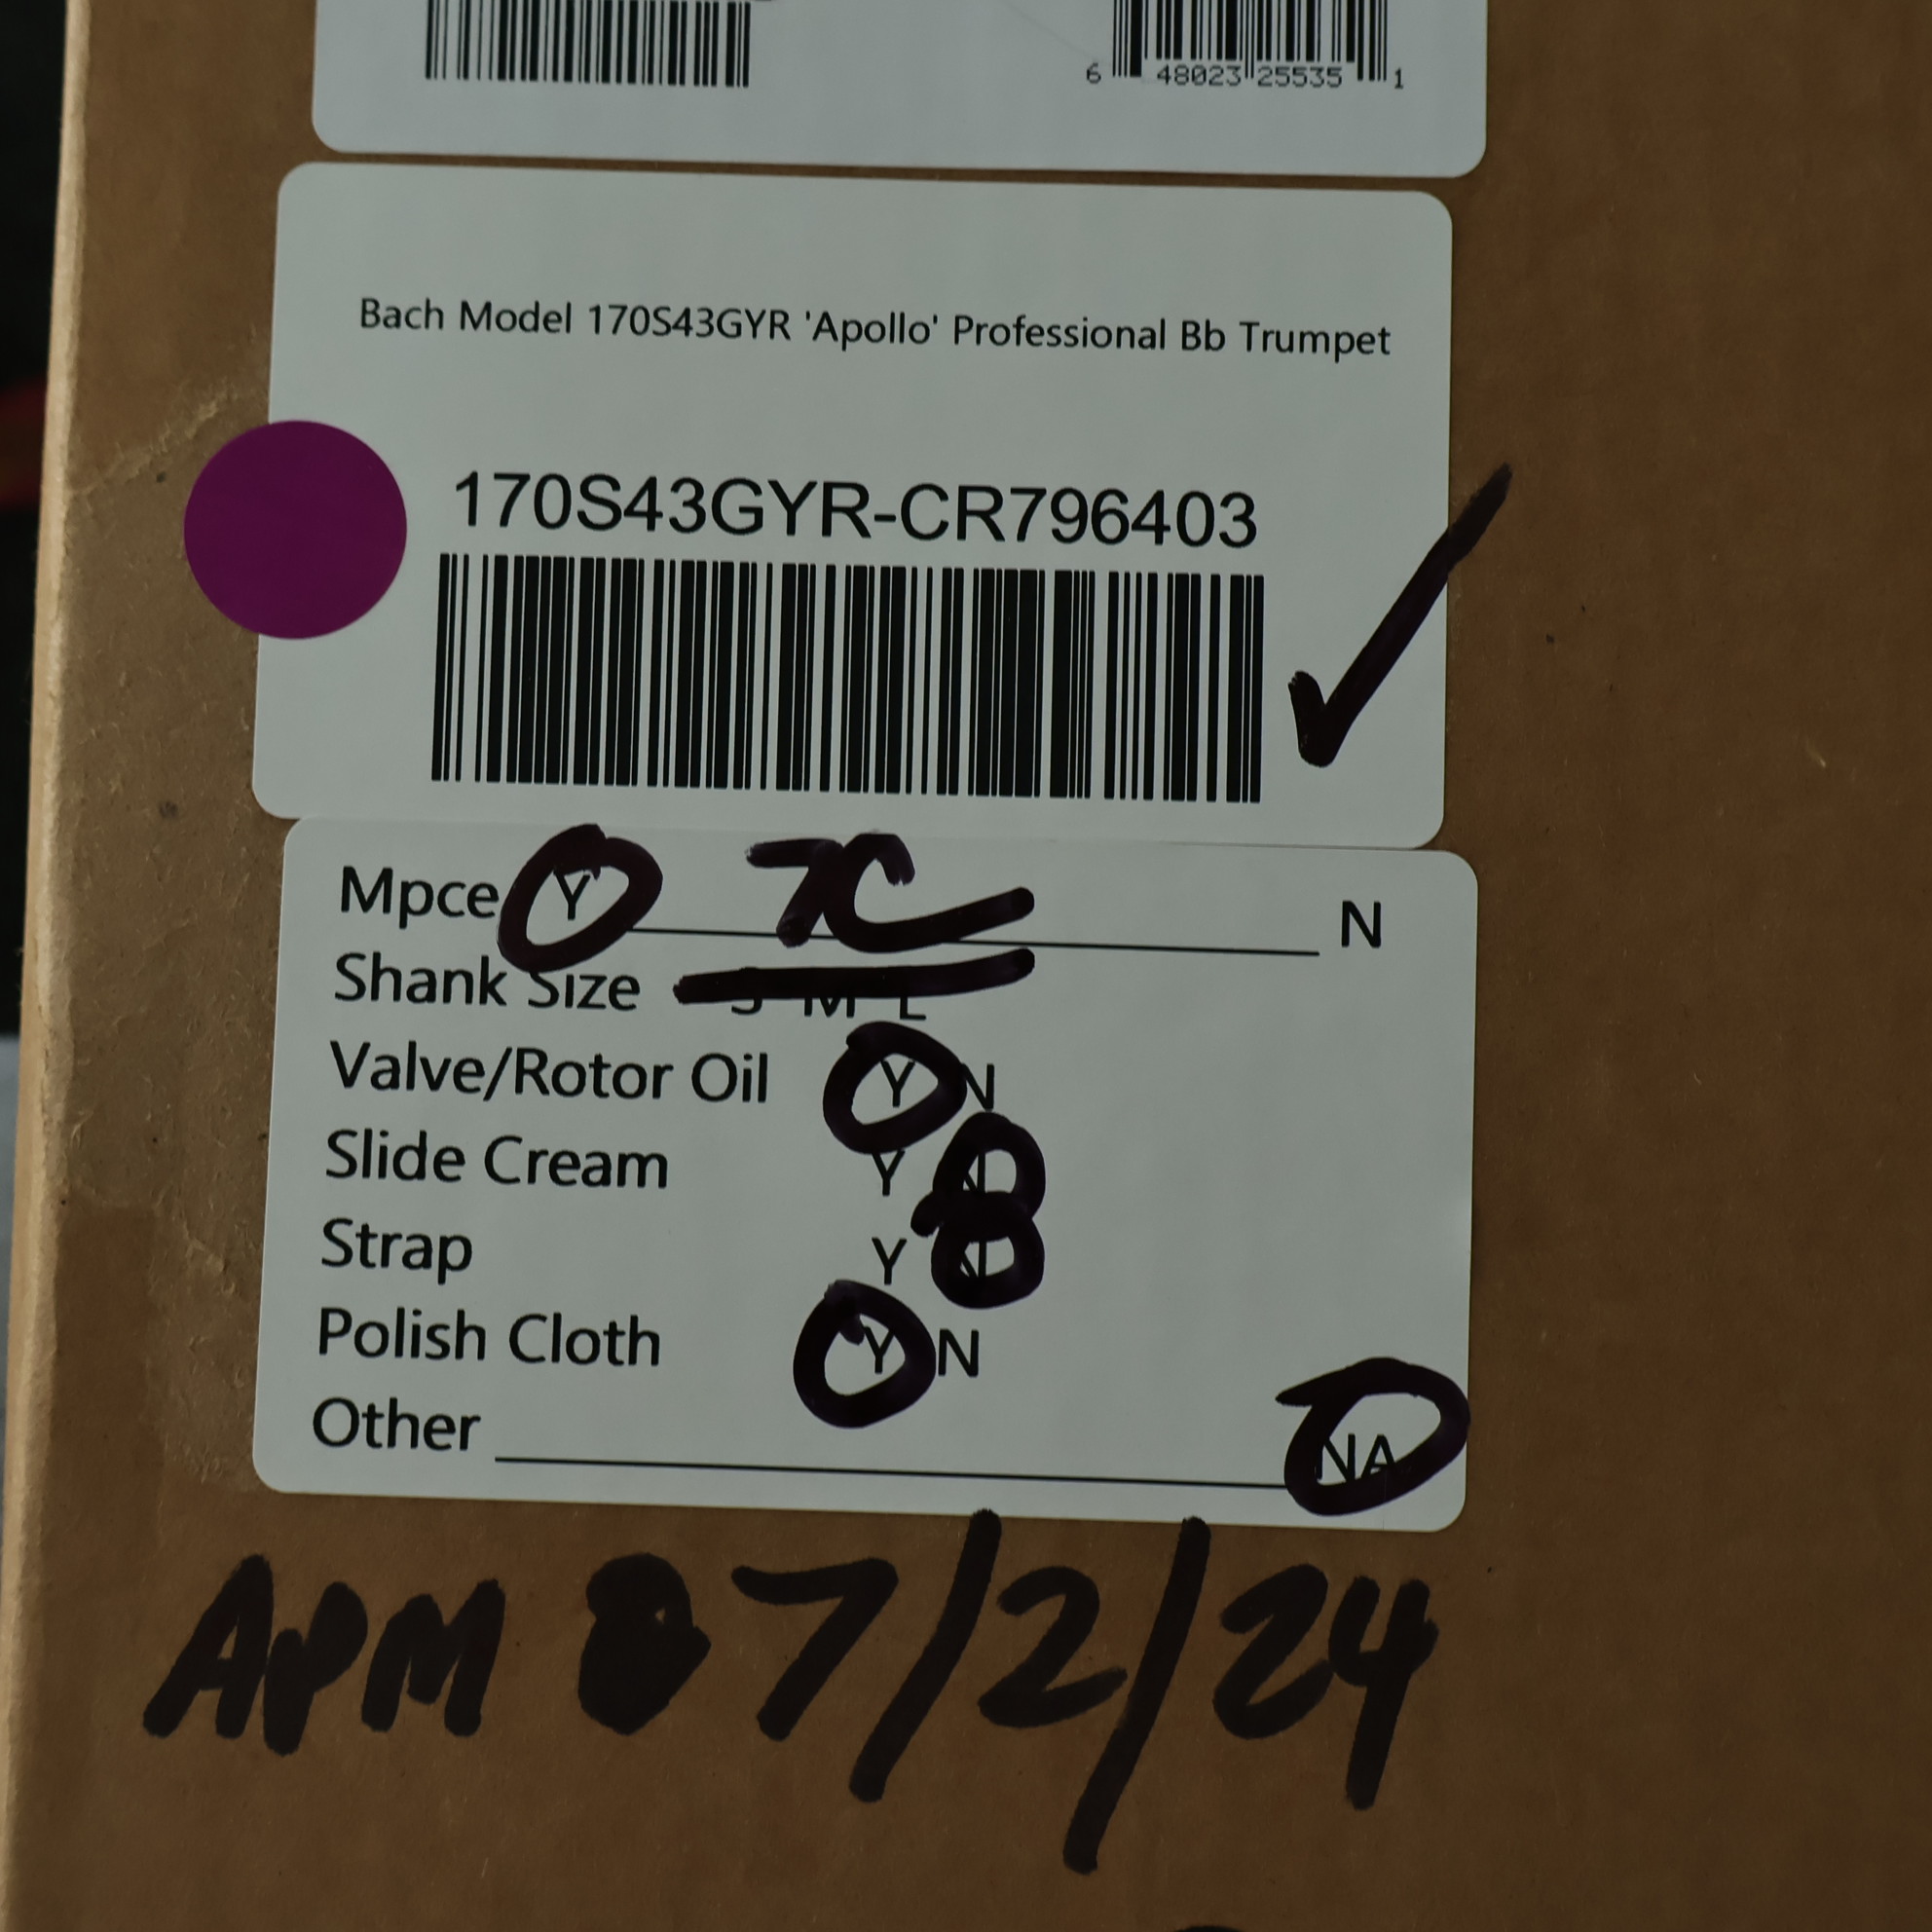 6 48023 25535 1
Bach Model 170S43GYR 'Apollo' Professional Bb Trumpet
170S43GYR-CR796403
Mpce Y 7C N
Shank Size S M L
Valve/Rotor Oil Y N
Slide Cream Y N
Strap Y N
Polish Cloth Y N
Other NA
APM 07/2/24